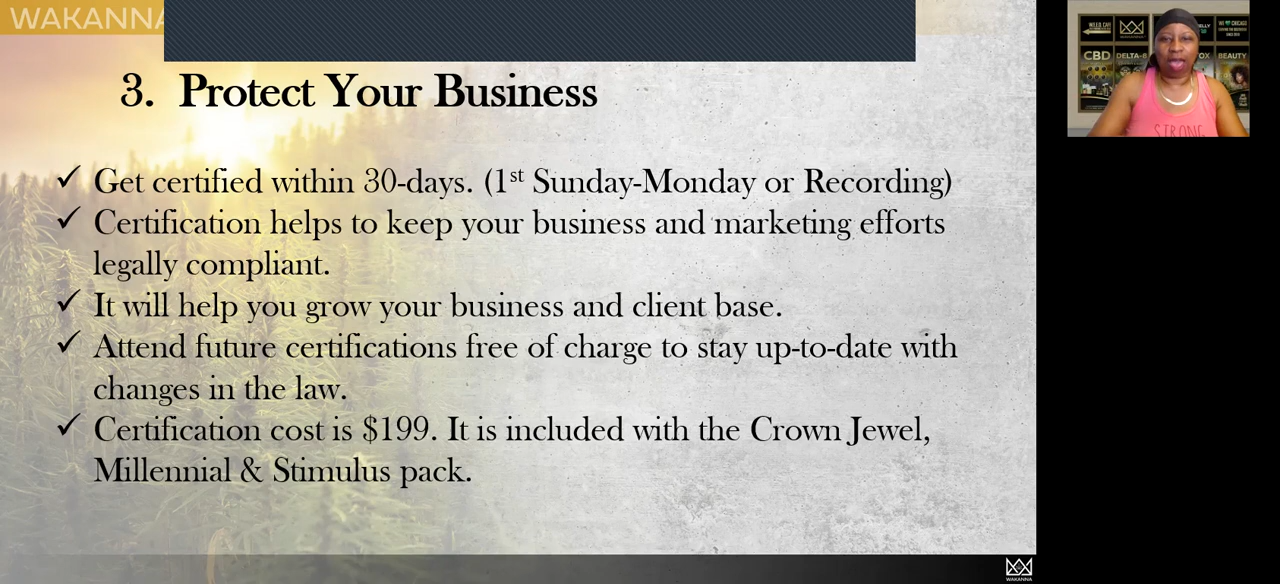 WAKANNA
3. Protect Your Business
✓ Get certified within 30-days. (1st Sunday-Monday or Recording)
✓ Certification helps to keep your business and marketing efforts
legally compliant.
✓ It will help you grow your business and client base.
✓ Attend future certifications free of charge to stay up-to-date with
changes in the law.
✓ Certification cost is $199. It is included with the Crown Jewel,
Millennial & Stimulus pack.
WAKANNA
CBD
DELTA-8
BEAUTY
STRONG